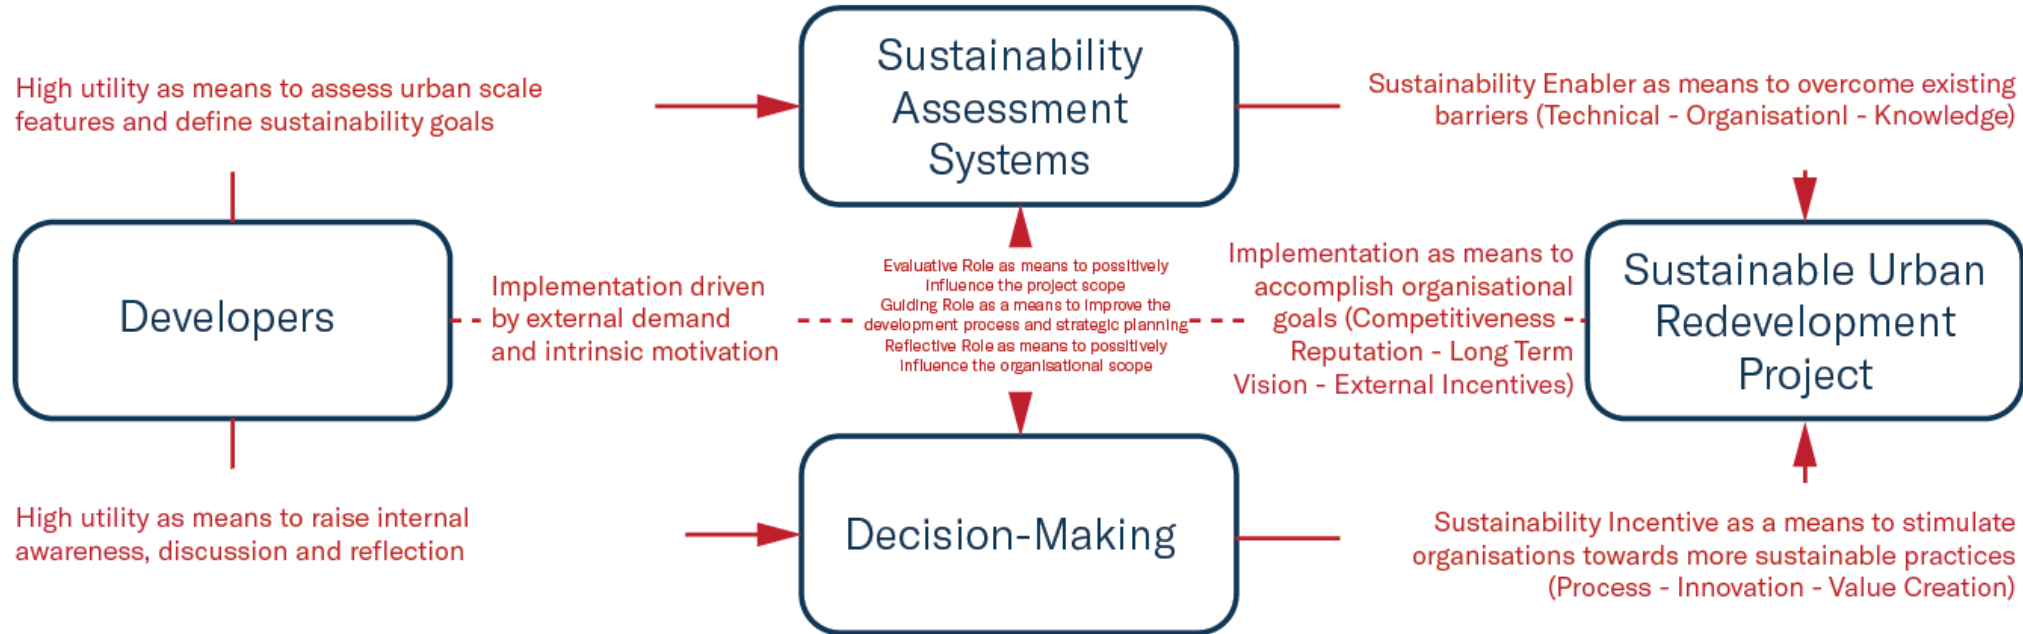 Sustainability
Assessment
Systems
High utility as means to assess urban scale
features and define sustainability goals
Sustainability Enabler as means to overcome existing
barriers (Technical - Organisationl - Knowledge)
Developers
Implementation driven
by external demand
and intrinsic motivation
Evaluative Role as means to possitively
influence the project scope
Guiding Role as a means to improve the
development process and strategic planning
Reflective Role as means to possitively
influence the organisational scope
Implementation as means to
accomplish organisational
goals (Competitiveness -
Reputation - Long Term
Vision - External Incentives)
Sustainable Urban
Redevelopment
Project
High utility as means to raise internal
awareness, discussion and reflection
Decision-Making
Sustainability Incentive as a means to stimulate
organisations towards more sustainable practices
(Process - Innovation - Value Creation)